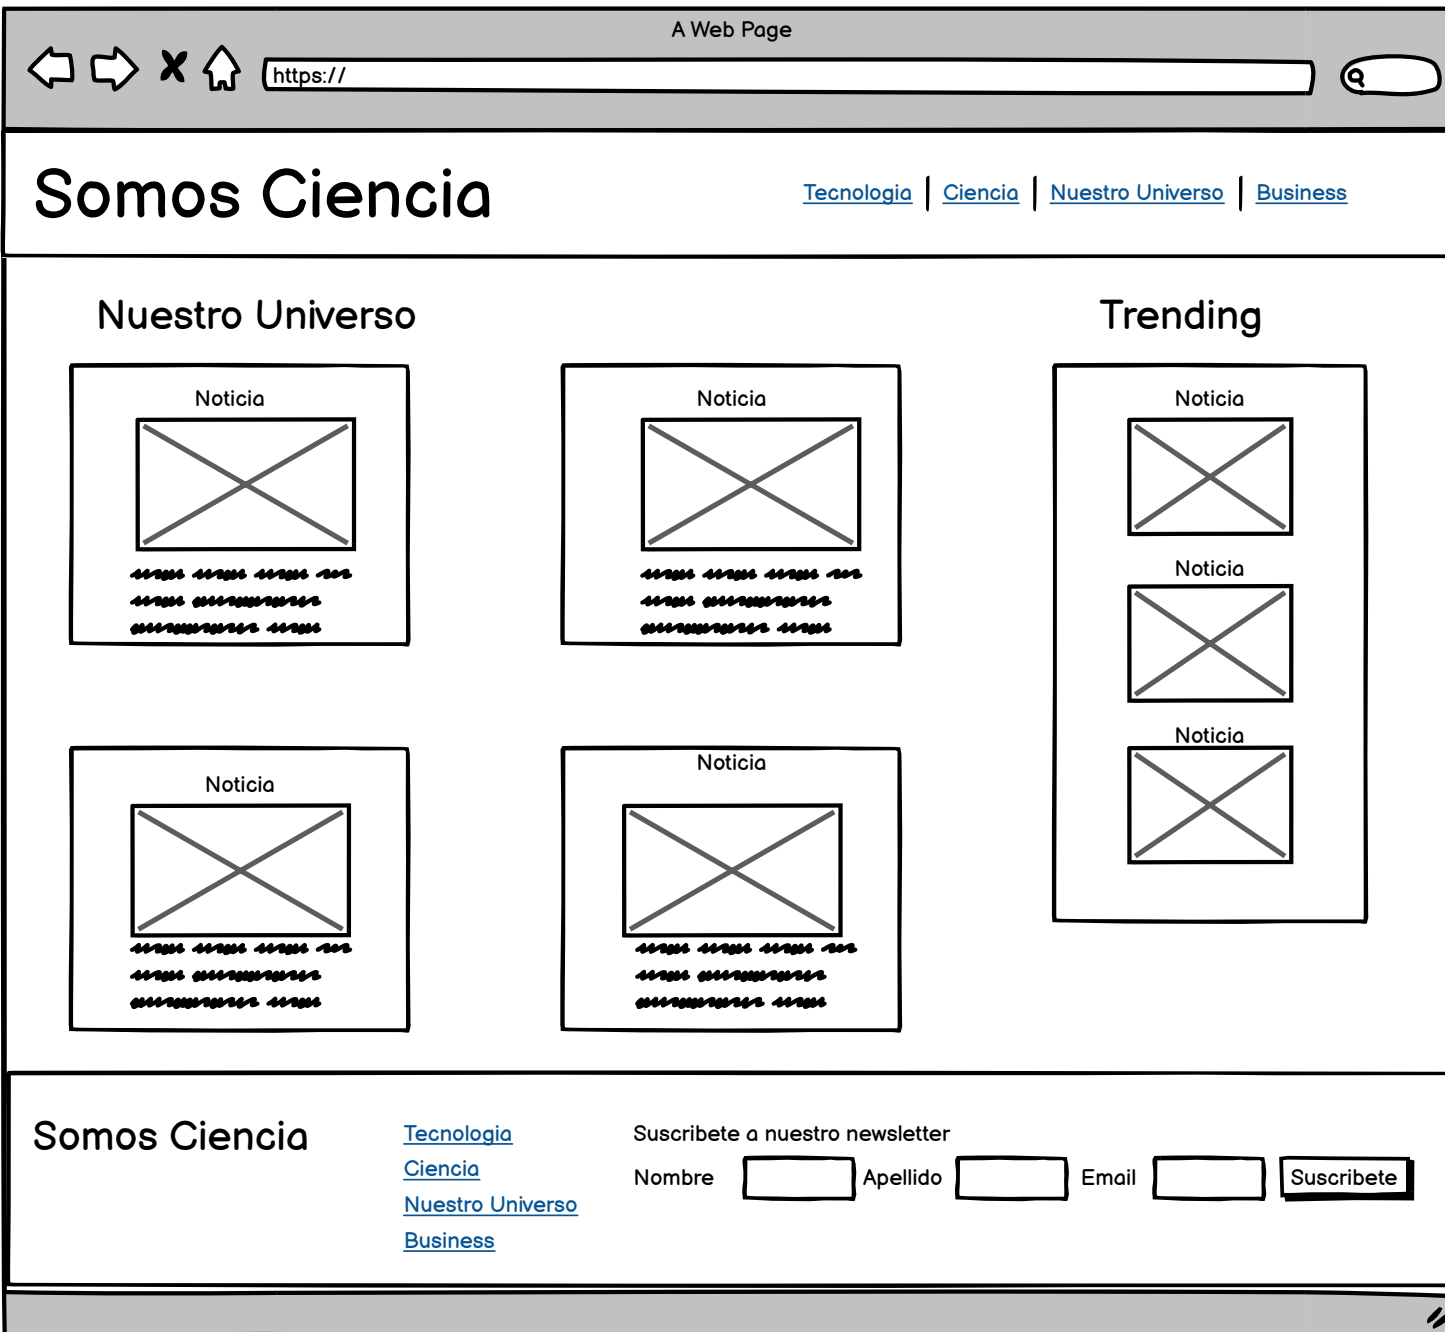 A Web Page
https://
Somos Ciencia
Tecnologia | Ciencia | Nuestro Universo | Business
Nuestro Universo
Trending
Noticia
Noticia
Noticia
Noticia
Noticia
Noticia
Noticia
Somos Ciencia
Tecnologia
Ciencia
Nuestro Universo
Business
Suscribete a nuestro newsletter
Nombre Apellido Email Suscribete